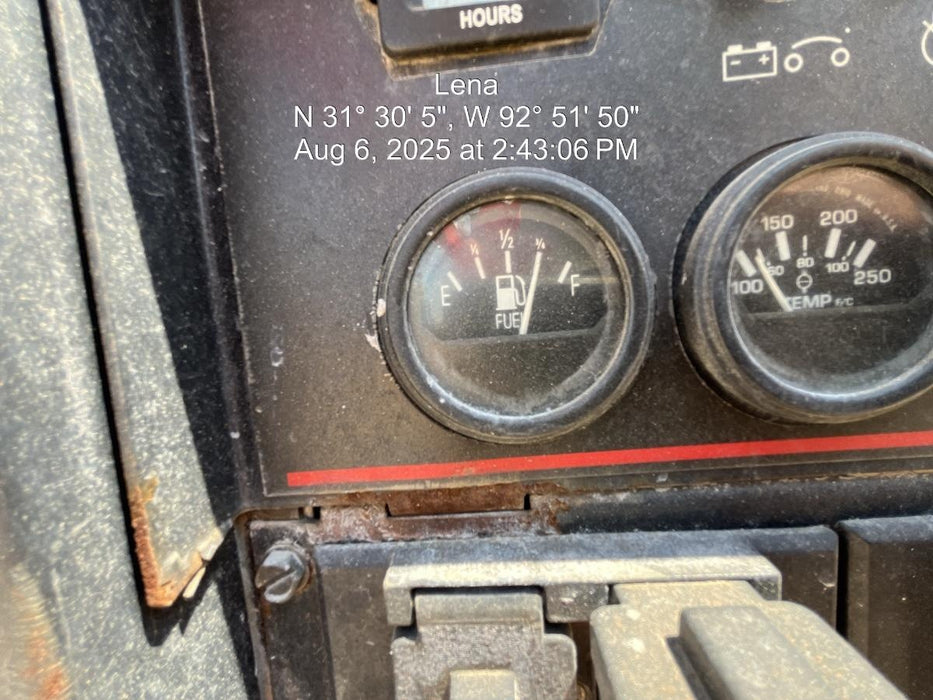 HOURS
Lena
N 31° 30' 5", W 92° 51' 50"
Aug 6, 2025 at 2:43:06 PM
- +
E ¼ ½ ¾ F
FUEL
100 150 200 250
60 80 100
TEMP F/C